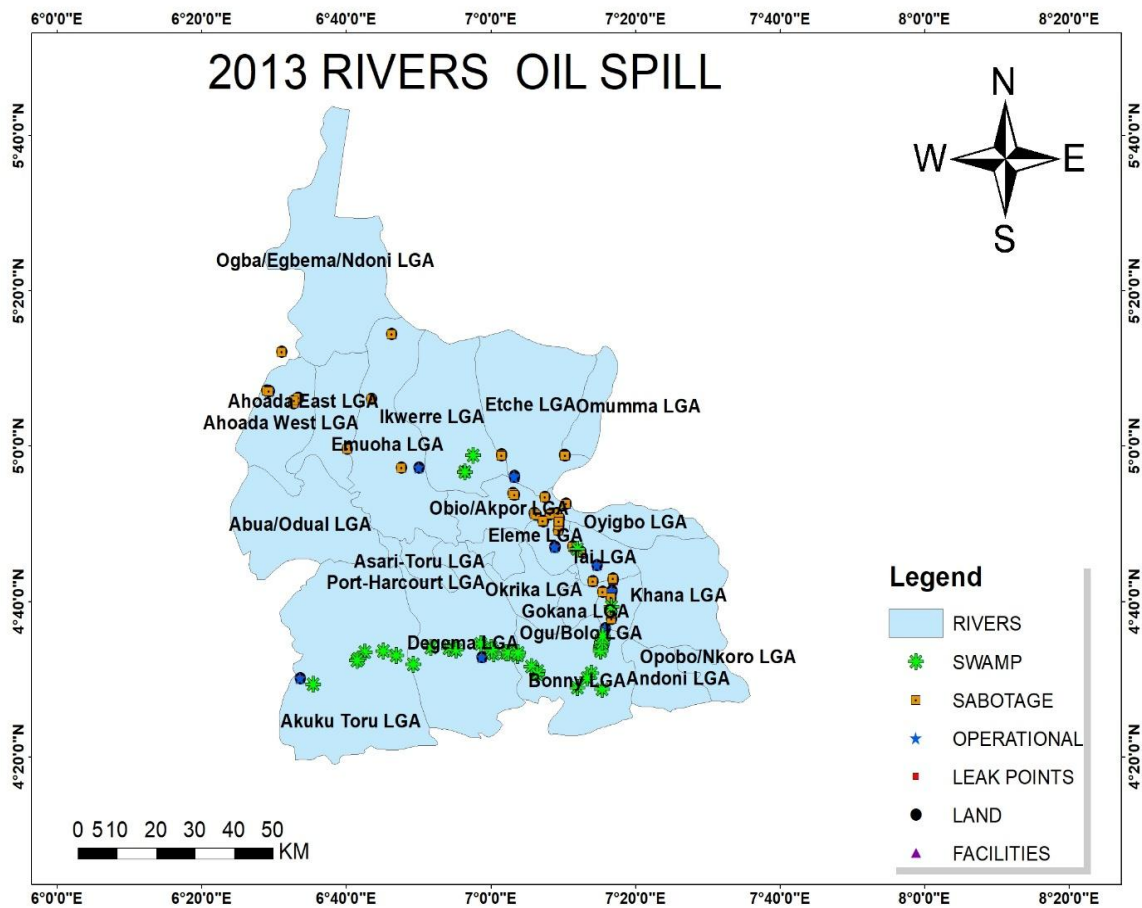 6°0'0"E 6°20'0"E 6°40'0"E 7°0'0"E 7°20'0"E 7°40'0"E 8°0'0"E 8°20'0"E
2013 RIVERS OIL SPILL
N
W E
S
5°40'0"N 5°40'0"N
5°20'0"N 5°20'0"N
5°0'0"N 5°0'0"N
4°40'0"N 4°40'0"N
4°20'0"N 4°20'0"N
Ogba/Egbema/Ndoni LGA
Ahoada East LGA
Ahoada West LGA
Ikwerre LGA
Etche LGA
Omumma LGA
Emuoha LGA
Abua/Odual LGA
Obio/Akpor LGA
Oyigbo LGA
Eleme LGA
Asari-Toru LGA
Tai LGA
Port-Harcourt LGA
Okrika LGA
Khana LGA
Gokana LGA
Ogu/Bolo LGA
Degema LGA
Opobo/Nkoro LGA
Bonny LGA
Andoni LGA
Akuku Toru LGA
Legend
RIVERS
SWAMP
SABOTAGE
OPERATIONAL
LEAK POINTS
LAND
FACILITIES
0 5 10 20 30 40 50
KM
6°0'0"E 6°20'0"E 6°40'0"E 7°0'0"E 7°20'0"E 7°40'0"E 8°0'0"E 8°20'0"E